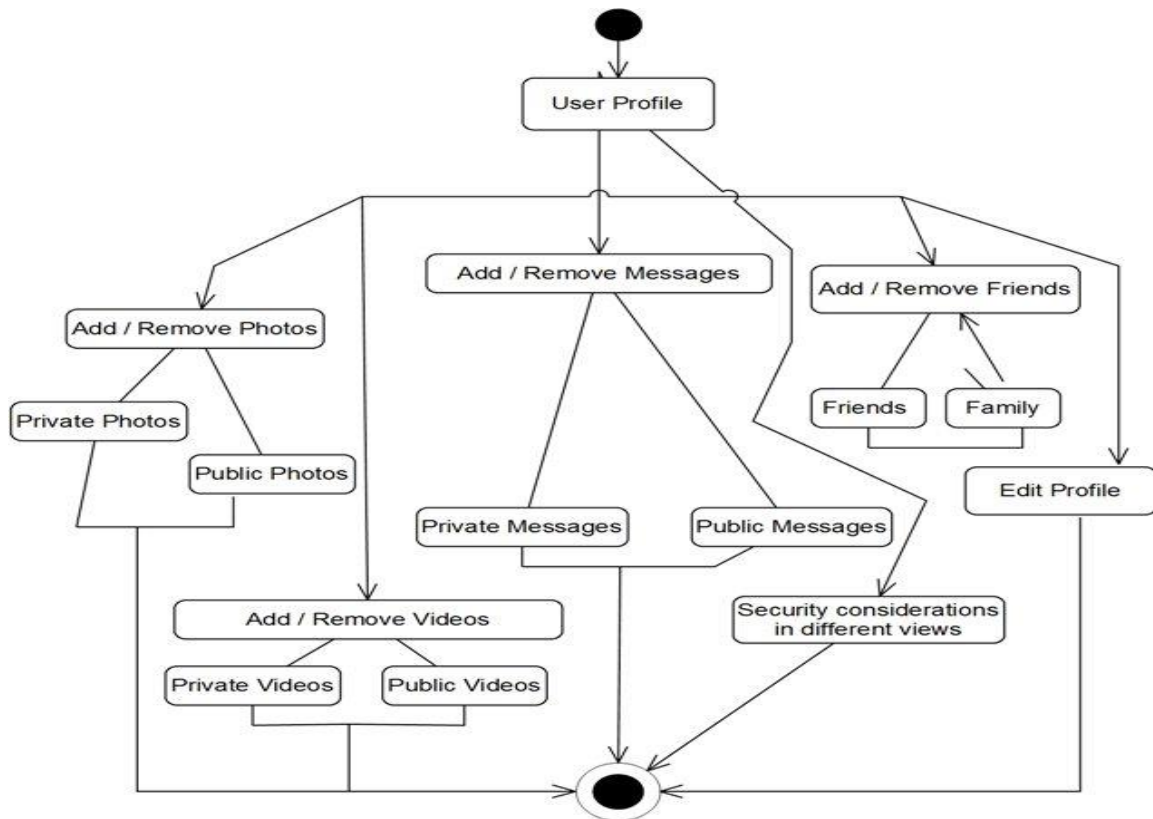 User Profile
Add / Remove Messages
Add / Remove Friends
Add / Remove Photos
Private Photos
Friends
Family
Public Photos
Edit Profile
Private Messages
Public Messages
Add / Remove Videos
Security considerations
in different views
Private Videos
Public Videos